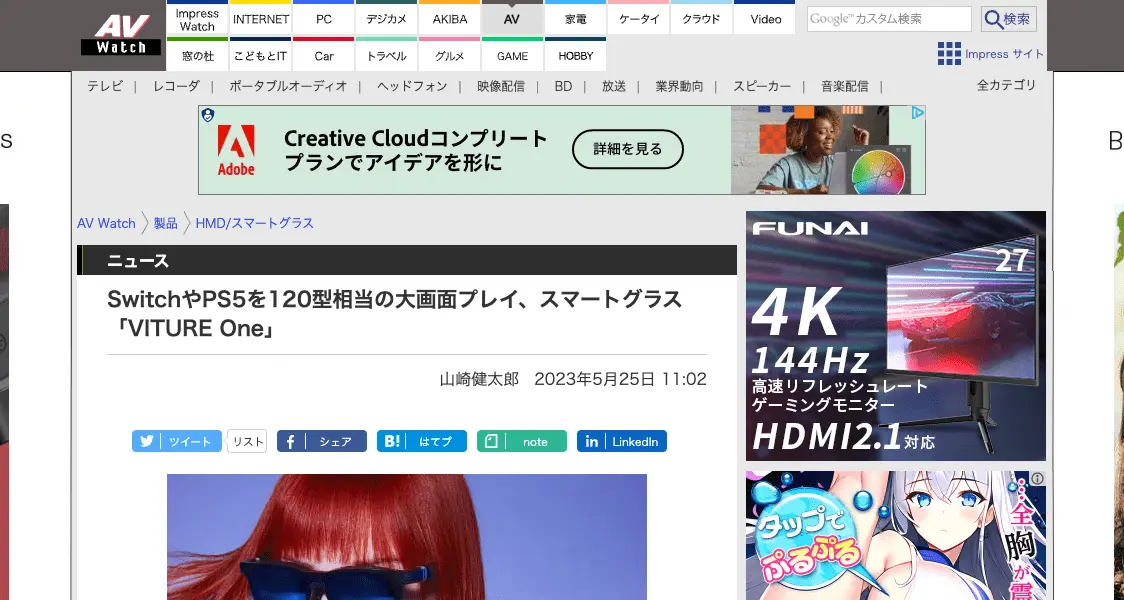 AV
Watch
Impress
Watch
INTERNET
PC
デジカメ
AKIBA
AV
家電
ケータイ
クラウド
Video
窓の杜
こどもとIT
Car
トラベル
グルメ
GAME
HOBBY
Google™カスタム検索
検索
Impress サイト
テレビ | レコーダ | ポータブルオーディオ | ヘッドフォン | 映像配信 | BD | 放送 | 業界動向 | スピーカー | 音楽配信 |
全カテゴリ
s
B
Adobe
Creative Cloudコンプリート
プランでアイデアを形に
詳細を見る
AV Watch 〉 製品 〉 HMD/スマートグラス
ニュース
SwitchやPS5を120型相当の大画面プレイ、スマートグラス
「VITURE One」
山崎健太郎 2023年5月25日 11:02
ツイート
リスト
シェア
B! はてブ
note
in LinkedIn
FUNAI
27
4K
144Hz
高速リフレッシュレート
ゲーミングモニター
HDMI2.1対応
タップで
ぷるぷる
…全胸が震